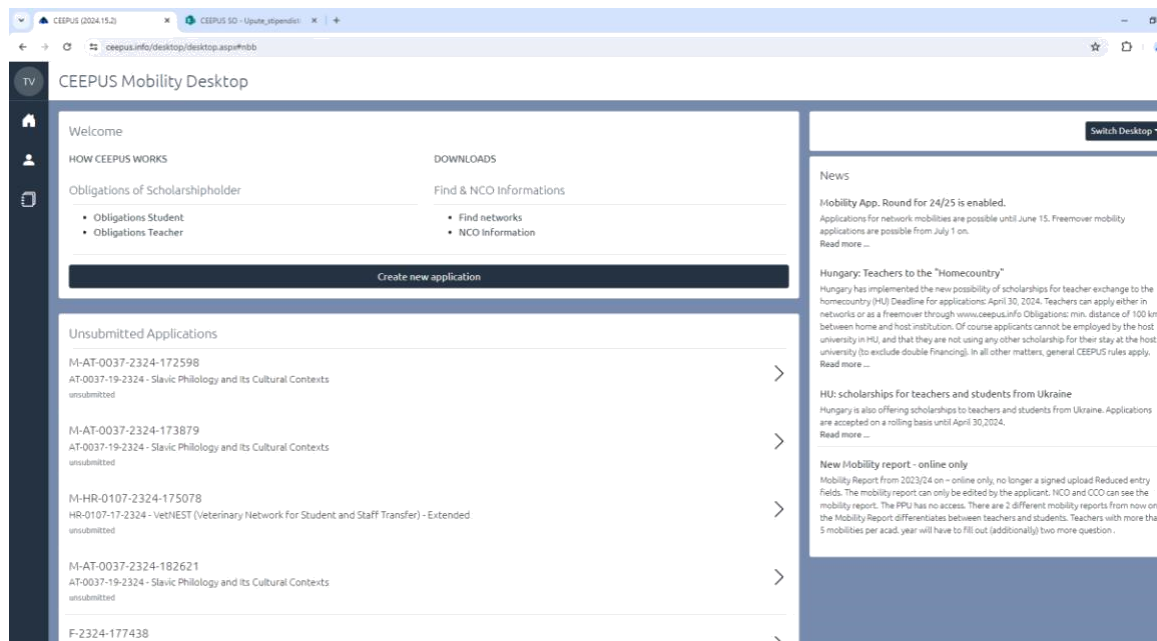 CEEPUS (2024.15.2)
CEEPUS SO - Upute_stipendisti
ceepus.info/desktop/desktop.aspx#nbb
TV
CEEPUS Mobility Desktop
Welcome
HOW CEEPUS WORKS
Obligations of Scholarshipholder
• Obligations Student
• Obligations Teacher
DOWNLOADS
Find & NCO Informations
• Find networks
• NCO Information
Create new application
Unsubmitted Applications
M-AT-0037-2324-172598
AT-0037-19-2324 - Slavic Philology and Its Cultural Contexts
unsubmitted
M-AT-0037-2324-173879
AT-0037-19-2324 - Slavic Philology and Its Cultural Contexts
unsubmitted
M-HR-0107-2324-175078
HR-0107-17-2324 - VetNEST (Veterinary Network for Student and Staff Transfer) - Extended
unsubmitted
M-AT-0037-2324-182621
AT-0037-19-2324 - Slavic Philology and Its Cultural Contexts
unsubmitted
F-2324-177438
Switch Desktop
News
Mobility App. Round for 24/25 is enabled.
Applications for network mobilities are possible until June 15. Freemover mobility
applications are possible from July 1 on.
Read more ...
Hungary: Teachers to the "Homecountry"
Hungary has implemented the new possibility of scholarships for teacher exchange to the
homecountry (HU) Deadline for applications: April 30, 2024. Teachers can apply either in
networks or as a freemover through www.ceepus.info Obligations: min. distance of 100 km
between home and host institution. Of course applicants cannot be employed by the host
university in HU, and that they are not using any other scholarship for their stay at the host
university (to exclude double financing). In all other matters, general CEEPUS rules apply.
Read more ...
HU: scholarships for teachers and students from Ukraine
Hungary is also offering scholarships to teachers and students from Ukraine. Applications
are accepted on a rolling basis until April 30,2024.
Read more ...
New Mobility report - online only
Mobility Report from 2023/24 on – online only, no longer a signed upload Reduced entry
fields. The mobility report can only be edited by the applicant. NCO and CCO can see the
mobility report. The PPU has no access. There are 2 different mobility reports from now on
the Mobility Report differentiates between teachers and students. Teachers with more tha
5 mobilities per acad. year will have to fill out (additionally) two more question .